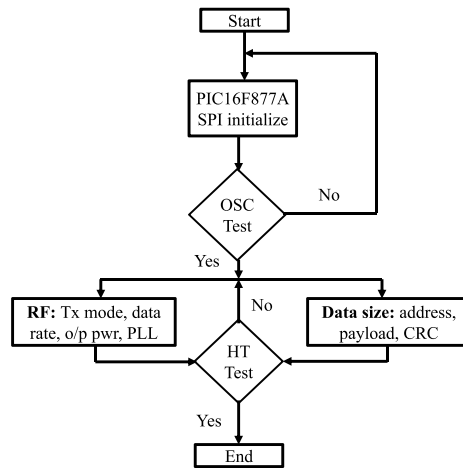 Start
PIC16F877A
SPI initialize
OSC
Test
No
Yes
RF: Tx mode, data
rate, o/p pwr, PLL
No
Data size: address,
payload, CRC
HT
Test
Yes
End